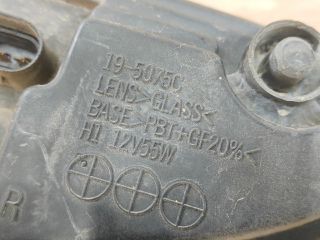 19-5075C
LENS>GLASS<
BASE>PBT+GF20%<
H1 12V55W
R